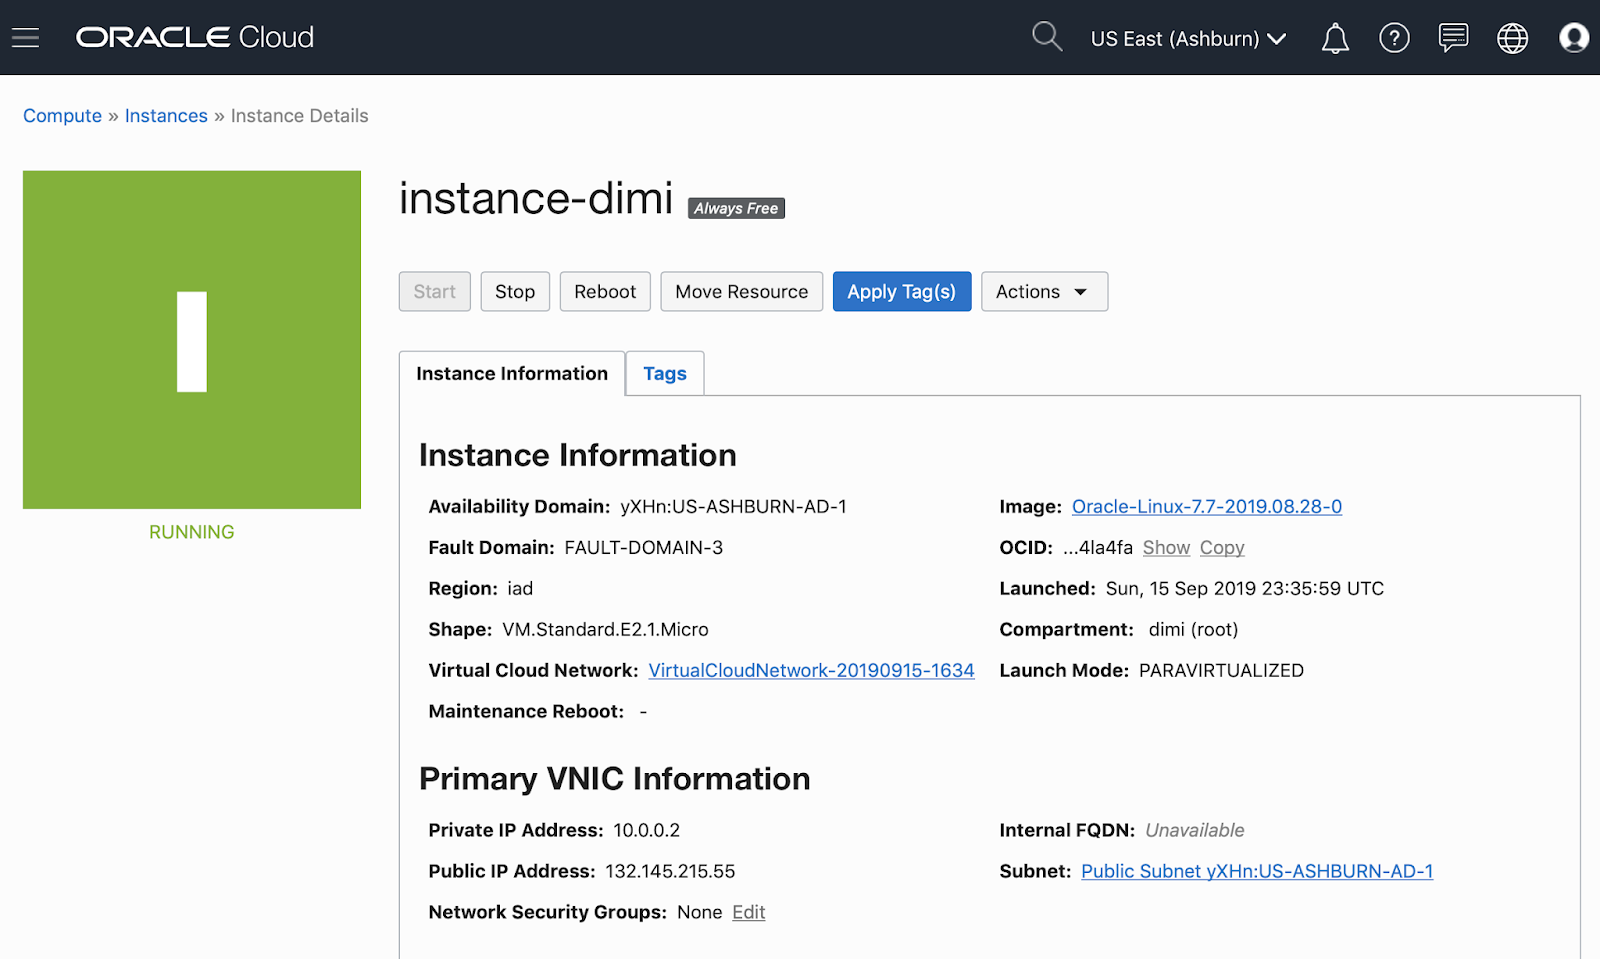 ORACLE Cloud
US East (Ashburn)
Compute » Instances » Instance Details
instance-dimi Always Free
Start Stop Reboot Move Resource Apply Tag(s) Actions
RUNNING
Instance Information Tags
Instance Information
Availability Domain: yXHn:US-ASHBURN-AD-1
Fault Domain: FAULT-DOMAIN-3
Region: iad
Shape: VM.Standard.E2.1.Micro
Virtual Cloud Network: VirtualCloudNetwork-20190915-1634
Maintenance Reboot: -
Image: Oracle-Linux-7.7-2019.08.28-0
OCID: ...4la4fa Show Copy
Launched: Sun, 15 Sep 2019 23:35:59 UTC
Compartment: dimi (root)
Launch Mode: PARAVIRTUALIZED
Primary VNIC Information
Private IP Address: 10.0.0.2
Public IP Address: 132.145.215.55
Network Security Groups: None Edit
Internal FQDN: Unavailable
Subnet: Public Subnet yXHn:US-ASHBURN-AD-1